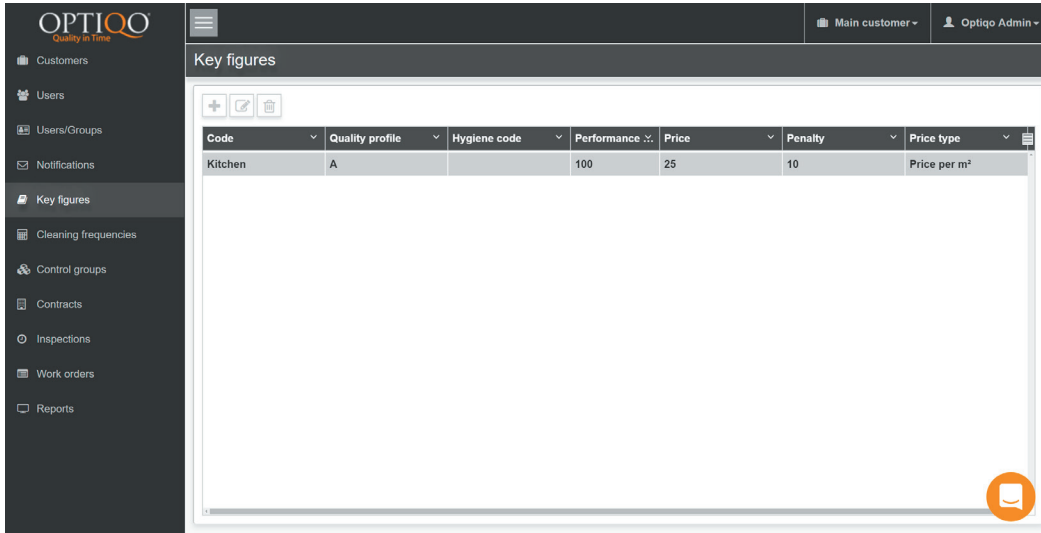 OPTIQO
Quality in Time
Main customer
Optiqo Admin
Customers
Users
Users/Groups
Notifications
Key figures
Cleaning frequencies
Control groups
Contracts
Inspections
Work orders
Reports
Key figures
Code Quality profile Hygiene code Performance ... Price Penalty Price type
Kitchen A 100 25 10 Price per m²